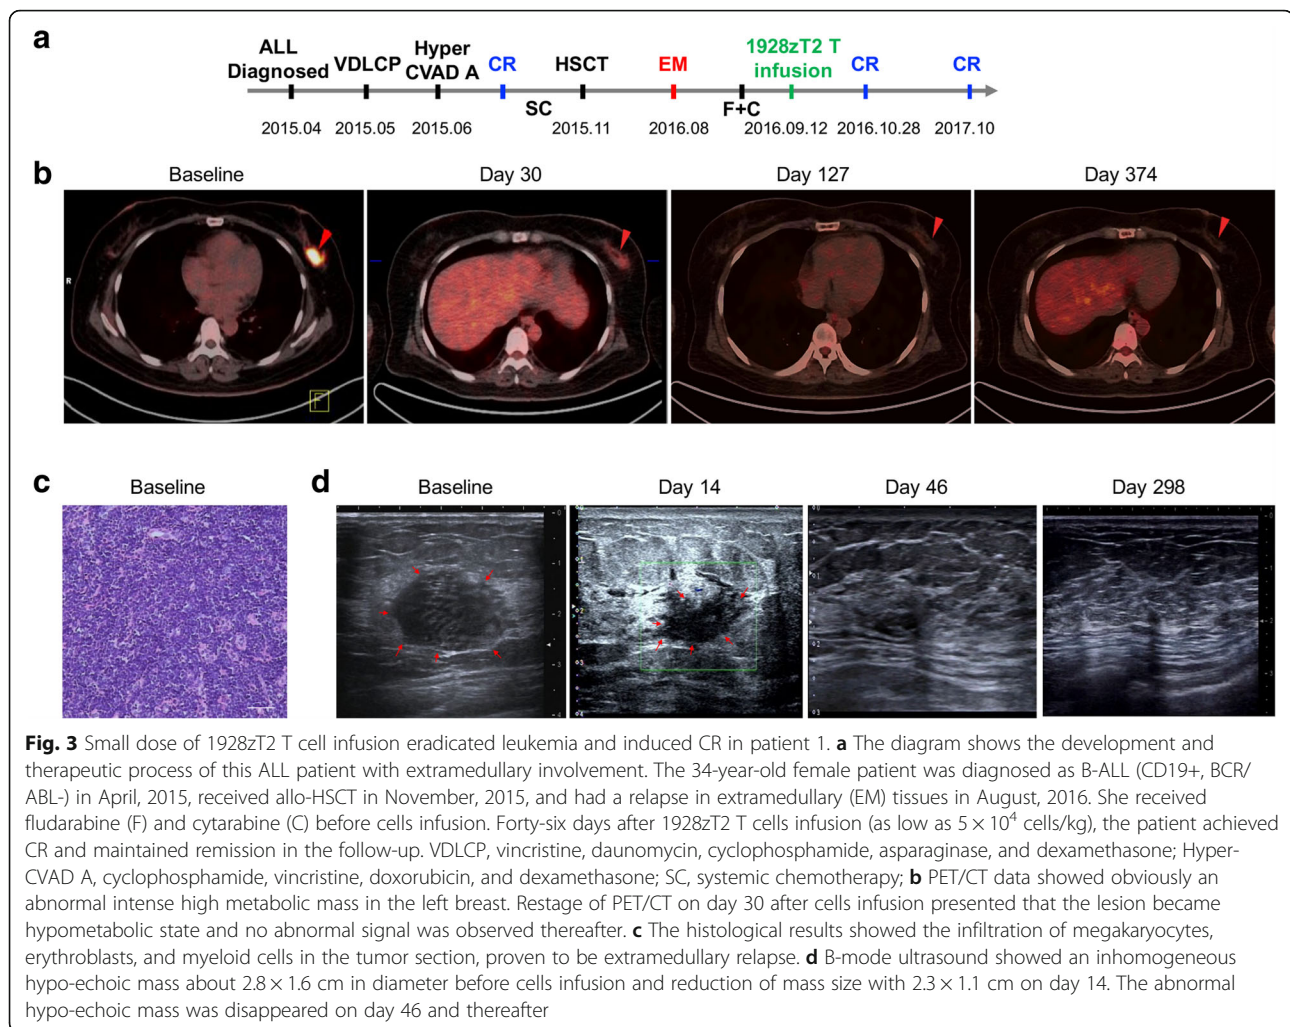 a
ALL Diagnosed
VDLCP
Hyper CVAD A
CR
SC
HSCT
EM
F+C
1928zT2 T infusion
CR
CR
2015.04 2015.05 2015.06 2015.11 2016.08 2016.09.12 2016.10.28 2017.10
b
Baseline Day 30 Day 127 Day 374
R
F
c
Baseline
d
Baseline Day 14 Day 46 Day 298
Fig. 3 Small dose of 1928zT2 T cell infusion eradicated leukemia and induced CR in patient 1. a The diagram shows the development and
therapeutic process of this ALL patient with extramedullary involvement. The 34-year-old female patient was diagnosed as B-ALL (CD19+, BCR/
ABL-) in April, 2015, received allo-HSCT in November, 2015, and had a relapse in extramedullary (EM) tissues in August, 2016. She received
fludarabine (F) and cytarabine (C) before cells infusion. Forty-six days after 1928zT2 T cells infusion (as low as 5 × 10⁴ cells/kg), the patient achieved
CR and maintained remission in the follow-up. VDLCP, vincristine, daunomycin, cyclophosphamide, asparaginase, and dexamethasone; Hyper-
CVAD A, cyclophosphamide, vincristine, doxorubicin, and dexamethasone; SC, systemic chemotherapy; b PET/CT data showed obviously an
abnormal intense high metabolic mass in the left breast. Restage of PET/CT on day 30 after cells infusion presented that the lesion became
hypometabolic state and no abnormal signal was observed thereafter. c The histological results showed the infiltration of megakaryocytes,
erythroblasts, and myeloid cells in the tumor section, proven to be extramedullary relapse. d B-mode ultrasound showed an inhomogeneous
hypo-echoic mass about 2.8 × 1.6 cm in diameter before cells infusion and reduction of mass size with 2.3 × 1.1 cm on day 14. The abnormal
hypo-echoic mass was disappeared on day 46 and thereafter